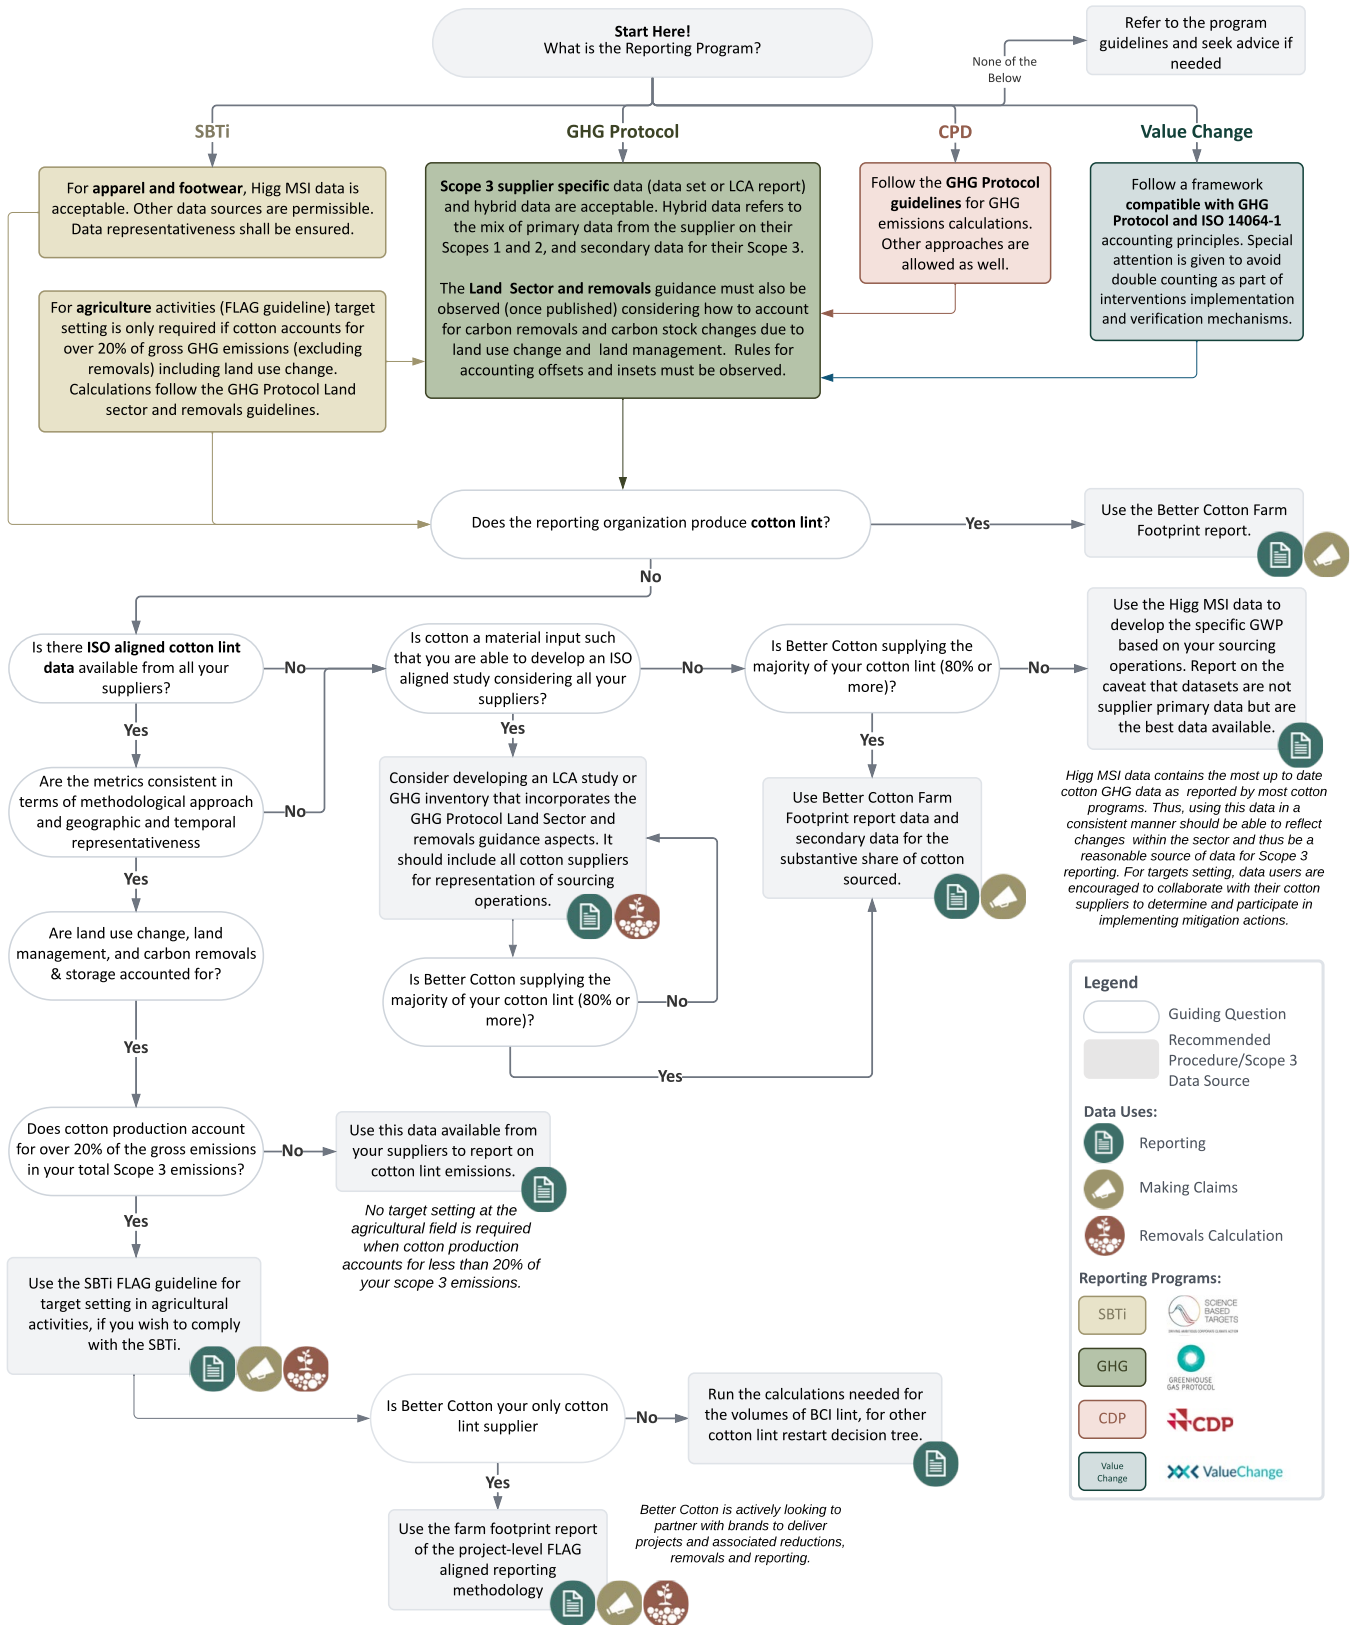 Start Here!
What is the Reporting Program?
Refer to the program
guidelines and seek advice if
needed
None of the
Below
SBTi
GHG Protocol
CPD
Value Change
For apparel and footwear, Higg MSI data is
acceptable. Other data sources are permissible.
Data representativeness shall be ensured.
For agriculture activities (FLAG guideline) target
setting is only required if cotton accounts for
over 20% of gross GHG emissions (excluding
removals) including land use change.
Calculations follow the GHG Protocol Land
sector and removals guidelines.
Scope 3 supplier specific data (data set or LCA report)
and hybrid data are acceptable. Hybrid data refers to
the mix of primary data from the supplier on their
Scopes 1 and 2, and secondary data for their Scope 3.
The Land Sector and removals guidance must also be
observed (once published) considering how to account
for carbon removals and carbon stock changes due to
land use change and land management. Rules for
accounting offsets and insets must be observed.
Follow the GHG Protocol
guidelines for GHG
emissions calculations.
Other approaches are
allowed as well.
Follow a framework
compatible with GHG
Protocol and ISO 14064-1
accounting principles. Special
attention is given to avoid
double counting as part of
interventions implementation
and verification mechanisms.
Does the reporting organization produce cotton lint?
Yes
Use the Better Cotton Farm
Footprint report.
No
Is there ISO aligned cotton lint
data available from all your
suppliers?
No
Is cotton a material input such
that you are able to develop an ISO
aligned study considering all your
suppliers?
No
Is Better Cotton supplying the
majority of your cotton lint (80% or
more)?
No
Use the Higg MSI data to
develop the specific GWP
based on your sourcing
operations. Report on the
caveat that datasets are not
supplier primary data but are
the best data available.
Higg MSI data contains the most up to date
cotton GHG data as reported by most cotton
programs. Thus, using this data in a
consistent manner should be able to reflect
changes within the sector and thus be a
reasonable source of data for Scope 3
reporting. For targets setting, data users are
encouraged to collaborate with their cotton
suppliers to determine and participate in
implementing mitigation actions.
Yes
Yes
Yes
Are the metrics consistent in
terms of methodological approach
and geographic and temporal
representativeness
No
Consider developing an LCA study or
GHG inventory that incorporates the
GHG Protocol Land Sector and
removals guidance aspects. It
should include all cotton suppliers
for representation of sourcing
operations.
Use Better Cotton Farm
Footprint report data and
secondary data for the
substantive share of cotton
sourced.
Yes
Are land use change, land
management, and carbon removals
& storage accounted for?
Is Better Cotton supplying the
majority of your cotton lint (80% or
more)?
No
Yes
Yes
Does cotton production account
for over 20% of the gross emissions
in your total Scope 3 emissions?
No
Use this data available from
your suppliers to report on
cotton lint emissions.
No target setting at the
agricultural field is required
when cotton production
accounts for less than 20% of
your scope 3 emissions.
Yes
Use the SBTi FLAG guideline for
target setting in agricultural
activities, if you wish to comply
with the SBTi.
Is Better Cotton your only cotton
lint supplier
No
Run the calculations needed for
the volumes of BCI lint, for other
cotton lint restart decision tree.
Yes
Use the farm footprint report
of the project-level FLAG
aligned reporting
methodology
Better Cotton is actively looking to
partner with brands to deliver
projects and associated reductions,
removals and reporting.
Legend
Guiding Question
Recommended
Procedure/Scope 3
Data Source
Data Uses:
Reporting
Making Claims
Removals Calculation
Reporting Programs:
SBTi
SCIENCE
BASED
TARGETS
GHG
GREENHOUSE
GAS PROTOCOL
CDP
CDP
Value
Change
ValueChange